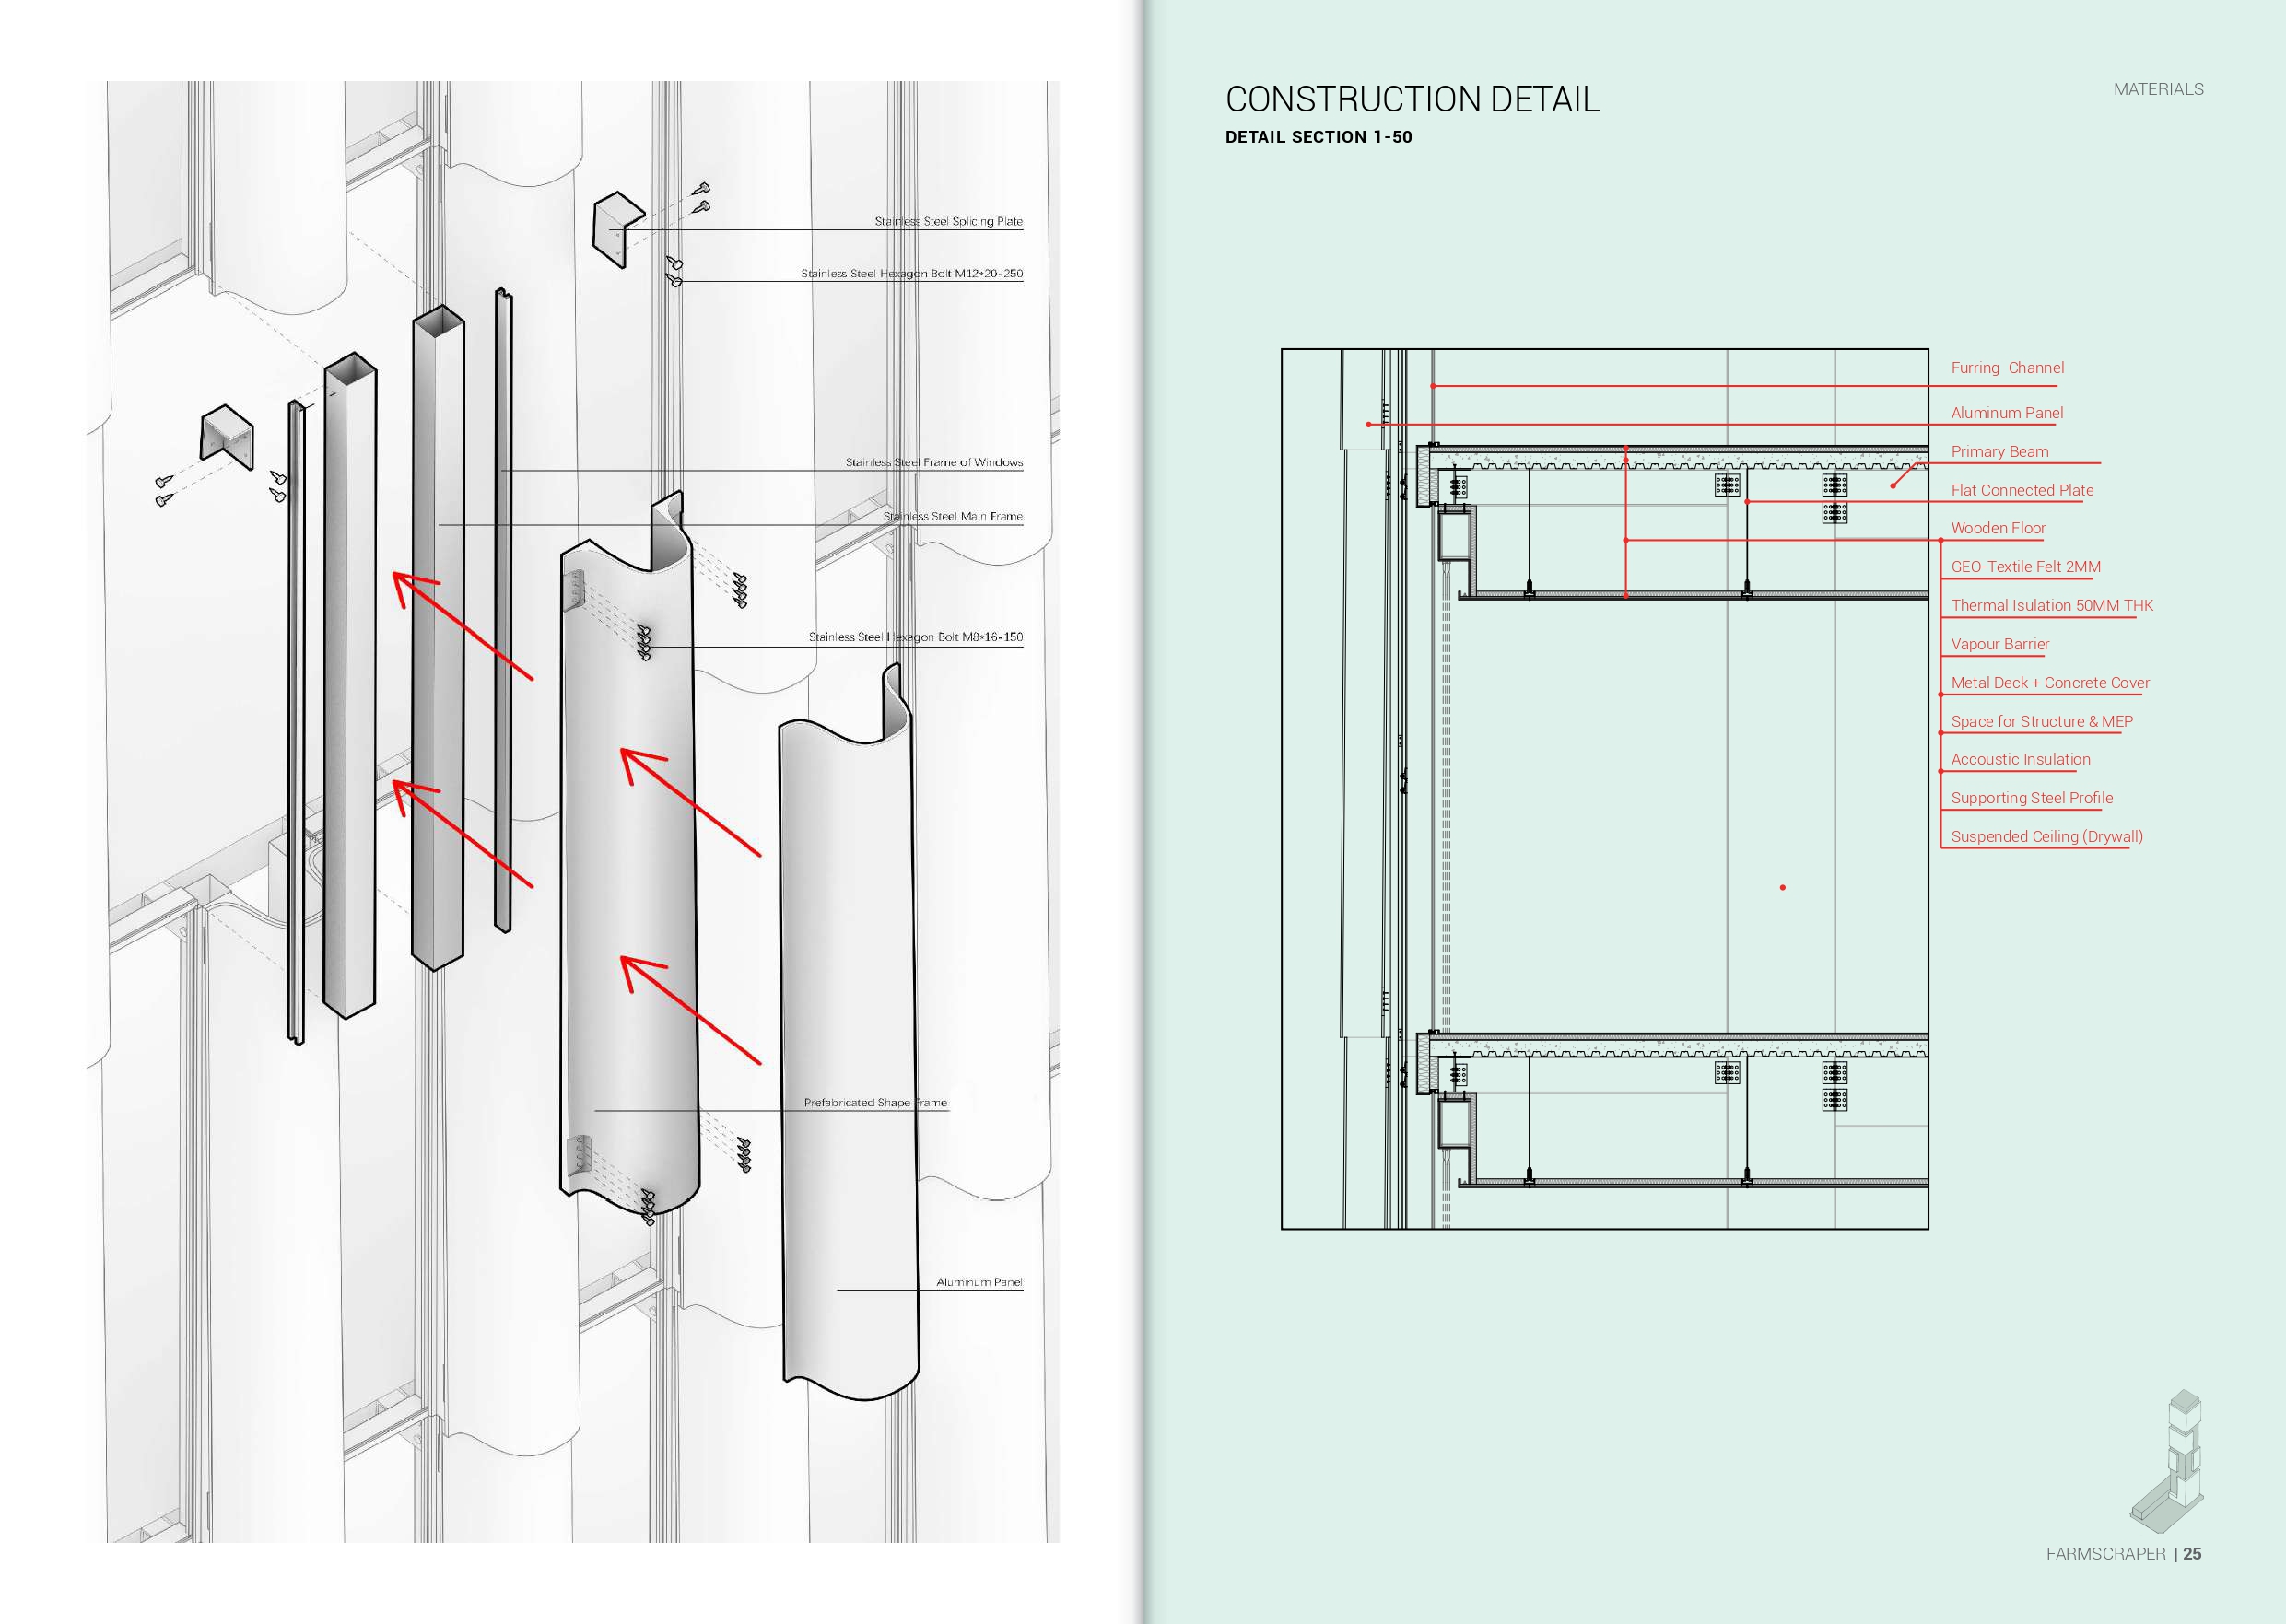 Stainless Steel Splicing Plate
Stainless Steel Hexagon Bolt M12*20-250
Stainless Steel Frame of Windows
Stainless Steel Main Frame
Stainless Steel Hexagon Bolt M8*16-150
Prefabricated Shape Frame
Aluminum Panel
CONSTRUCTION DETAIL
DETAIL SECTION 1-50
MATERIALS
Furring Channel
Aluminum Panel
Primary Beam
Flat Connected Plate
Wooden Floor
GEO-Textile Felt 2MM
Thermal Isulation 50MM THK
Vapour Barrier
Metal Deck + Concrete Cover
Space for Structure & MEP
Accoustic Insulation
Supporting Steel Profile
Suspended Ceiling (Drywall)
FARMSCRAPER | 25